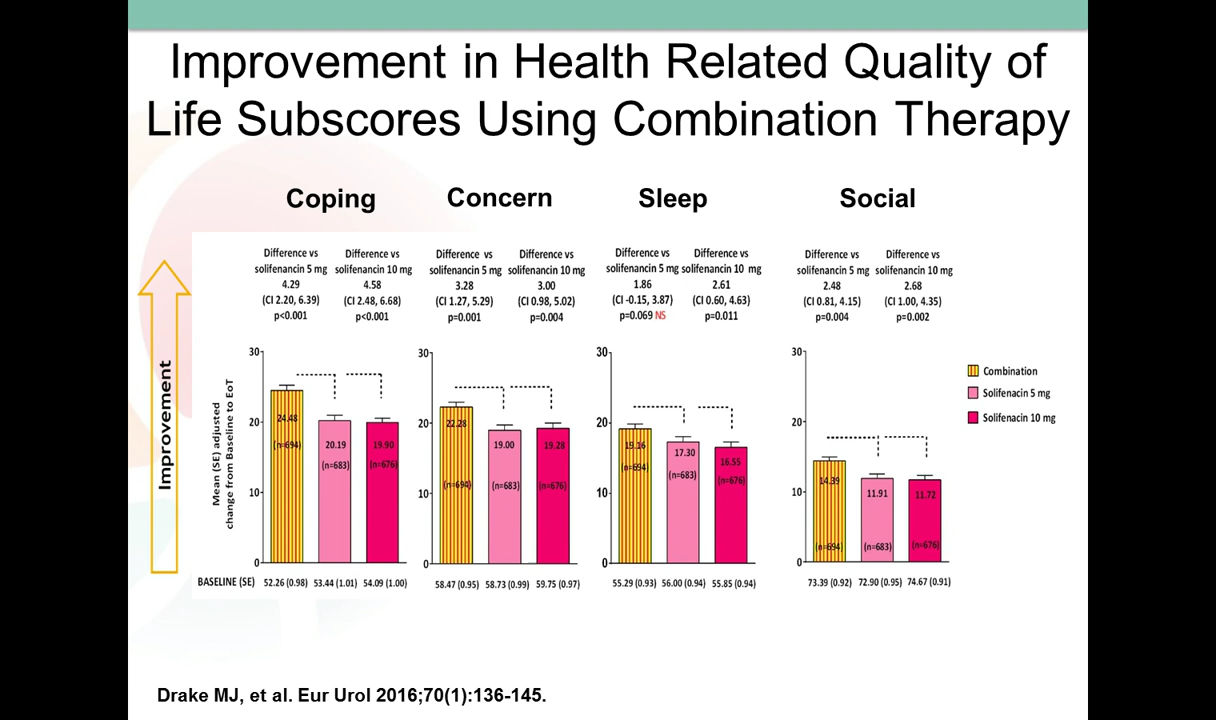 Improvement in Health Related Quality of
Life Subscores Using Combination Therapy
Coping
Difference vs
solifenancin 5 mg
4.29
(CI 2.20, 6.39)
p<0.001
Difference vs
solifenancin 10 mg
4.58
(CI 2.48, 6.68)
p<0.001
Concern
Difference vs
solifenancin 5 mg
3.28
(CI 1.27, 5.29)
p=0.001
Difference vs
solifenancin 10 mg
3.00
(CI 0.98, 5.02)
p=0.004
Sleep
Difference vs
solifenancin 5 mg
1.86
(CI -0.15, 3.87)
p=0.069 NS
Difference vs
solifenancin 10 mg
2.61
(CI 0.60, 4.63)
p=0.011
Social
Difference vs
solifenancin 5 mg
2.48
(CI 0.81, 4.15)
p=0.004
Difference vs
solifenancin 10 mg
2.68
(CI 1.00, 4.35)
p=0.002
Improvement
Mean (SE) adjusted
change from Baseline to EoT
30
20
10
0
24.48
(n=694)
20.19
(n=683)
19.90
(n=676)
30
20
10
0
22.28
(n=694)
19.00
(n=683)
19.28
(n=676)
30
20
10
0
19.16
(n=694)
17.30
(n=683)
16.55
(n=676)
30
20
10
0
14.39
(n=694)
11.91
(n=683)
11.72
(n=676)
Combination
Solifenacin 5 mg
Solifenacin 10 mg
BASELINE (SE) 52.26 (0.98) 53.44 (1.01) 54.09 (1.00)
58.47 (0.95) 58.73 (0.99) 59.75 (0.97)
55.29 (0.93) 56.00 (0.94) 55.85 (0.94)
73.39 (0.92) 72.90 (0.95) 74.67 (0.91)
Drake MJ, et al. Eur Urol 2016;70(1):136-145.